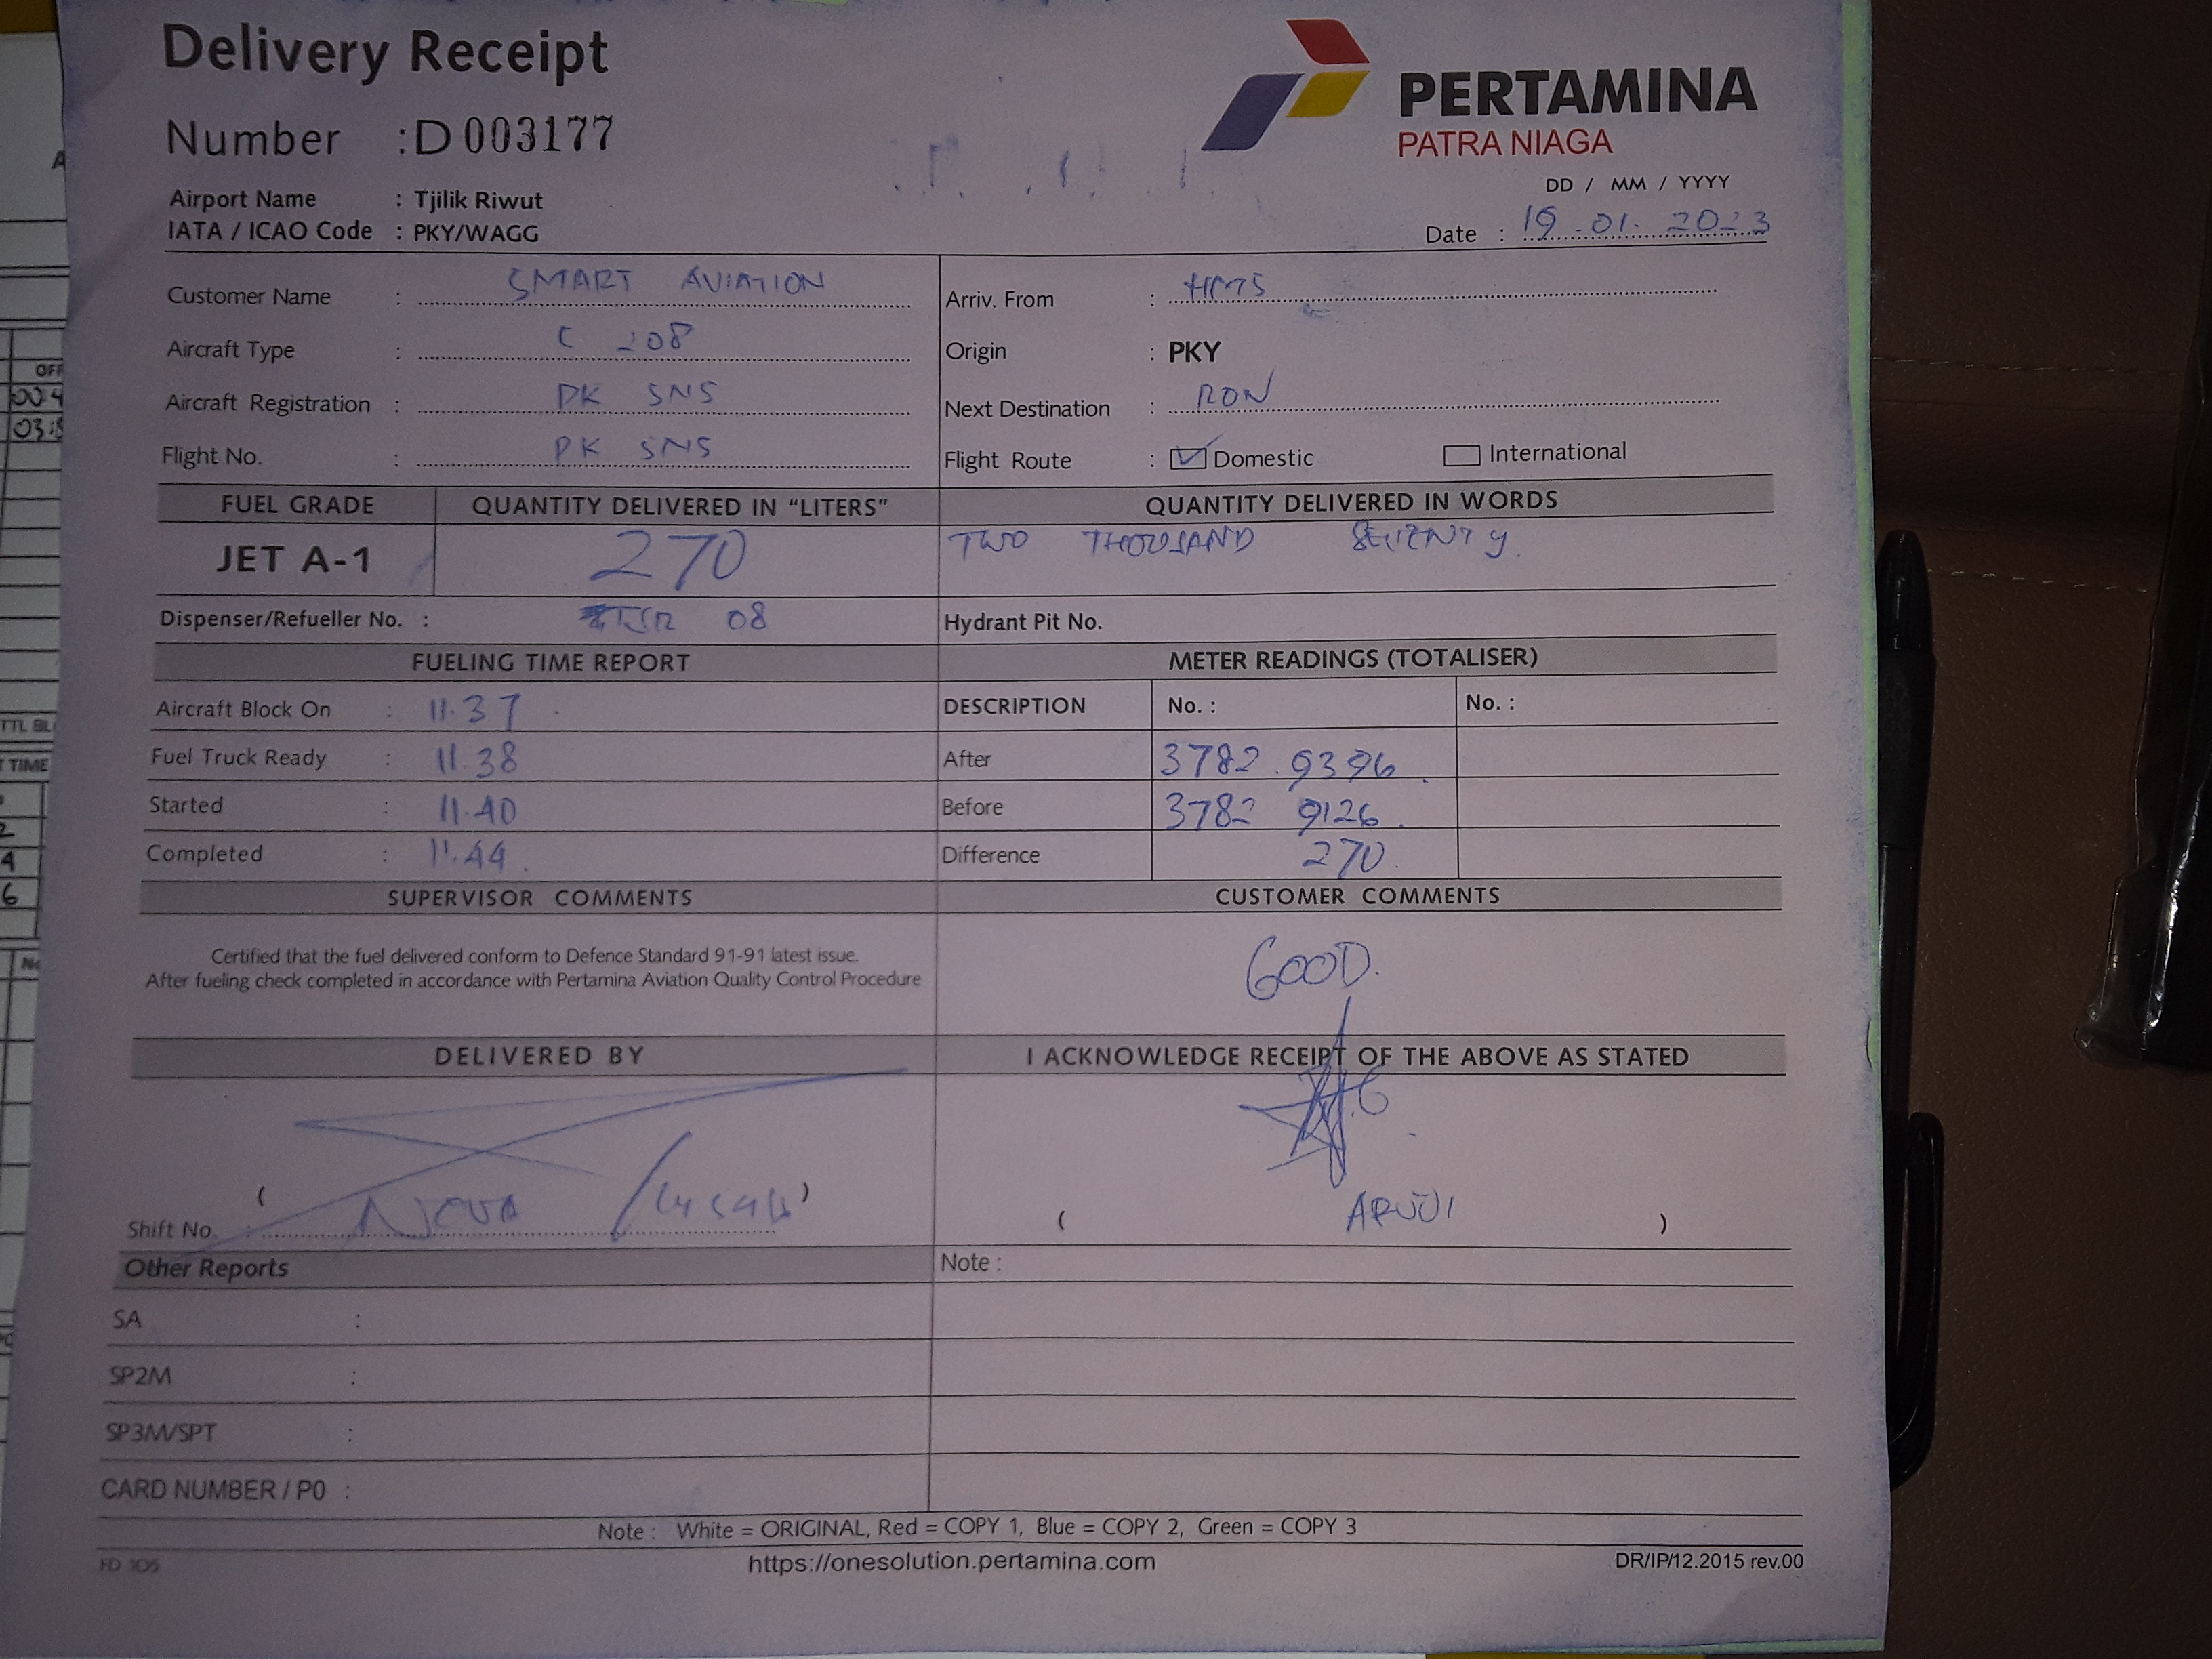 Delivery Receipt
PERTAMINA
PATRA NIAGA
Number : D 003177
Airport Name : Tjilik Riwut
IATA / ICAO Code : PKY/WAGG
DD / MM / YYYY
Date : 19.01.2023
Customer Name : SMART AVIATION
Arriv. From :
Aircraft Type : C 208
Origin : PKY
Aircraft Registration : PK SNS
Next Destination : RON
Flight No. : PK SNS
Flight Route : Domestic International
FUEL GRADE QUANTITY DELIVERED IN “LITERS” QUANTITY DELIVERED IN WORDS
JET A-1 270 TWO THOUSAND SEVENTY.
Dispenser/Refueller No. : 08 Hydrant Pit No.
FUELING TIME REPORT METER READINGS (TOTALISER)
Aircraft Block On : 11.37 DESCRIPTION No. : No. :
Fuel Truck Ready : 11.38 After 3782.9396.
Started : 11.40 Before 3782 9126.
Completed : 11.44. Difference 270.
SUPERVISOR COMMENTS CUSTOMER COMMENTS
Certified that the fuel delivered conform to Defence Standard 91-91 latest issue.
After fueling check completed in accordance with Pertamina Aviation Quality Control Procedure
GOOD.
DELIVERED BY I ACKNOWLEDGE RECEIPT OF THE ABOVE AS STATED
Shift No. : ( NOVA / ) ( )
Other Reports Note :
SA :
SP2M :
SP3M/SPT :
CARD NUMBER / P0 :
Note : White = ORIGINAL, Red = COPY 1, Blue = COPY 2, Green = COPY 3
FD 105 https://onesolution.pertamina.com DR/IP/12.2015 rev.00